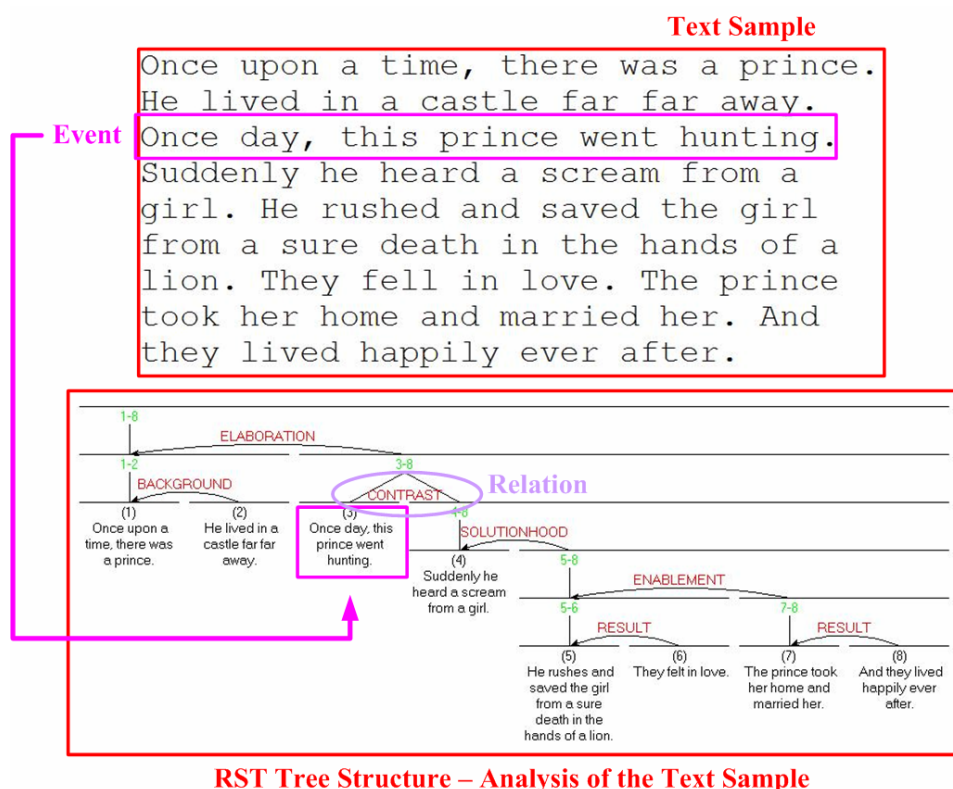 Text Sample
Once upon a time, there was a prince.
He lived in a castle far far away.
Event
Once day, this prince went hunting.
Suddenly he heard a scream from a
girl. He rushed and saved the girl
from a sure death in the hands of a
lion. They fell in love. The prince
took her home and married her. And
they lived happily ever after.
1-8
ELABORATION
1-2
3-8
BACKGROUND
CONTRAST
Relation
(1)
Once upon a
time, there was
a prince.
(2)
He lived in a
castle far far
away.
(3)
Once day, this
prince went
hunting.
4-8
SOLUTIONHOOD
(4)
Suddenly he
heard a scream
from a girl.
5-8
ENABLEMENT
5-6
7-8
RESULT
RESULT
(5)
He rushes and
saved the girl
from a sure
death in the
hands of a lion.
(6)
They felt in love.
(7)
The prince took
her home and
married her.
(8)
And they lived
happily ever
after.
RST Tree Structure – Analysis of the Text Sample